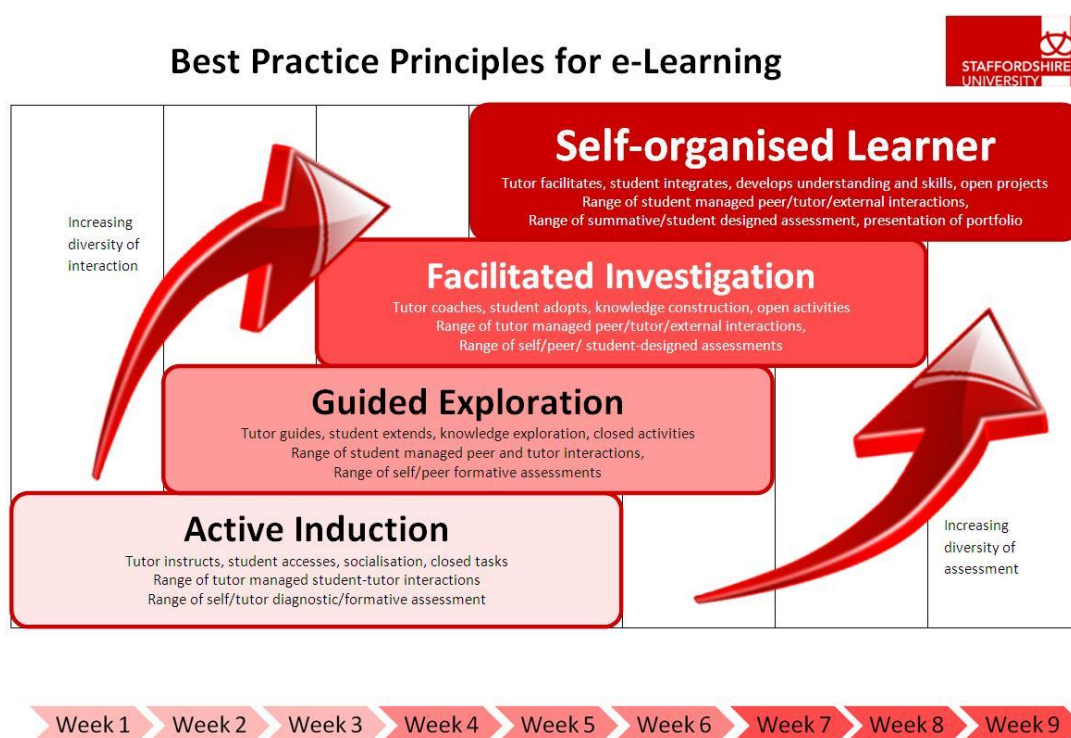 Best Practice Principles for e-Learning
STAFFORDSHIRE
UNIVERSITY
Self-organised Learner
Tutor facilitates, student integrates, develops understanding and skills, open projects
Range of student managed peer/tutor/external interactions,
Range of summative/student designed assessment, presentation of portfolio
Increasing
diversity of
interaction
Facilitated Investigation
Tutor coaches, student adopts, knowledge construction, open activities
Range of tutor managed peer/tutor/external interactions,
Range of self/peer/ student-designed assessments
Guided Exploration
Tutor guides, student extends, knowledge exploration, closed activities
Range of student managed peer and tutor interactions,
Range of self/peer formative assessments
Active Induction
Tutor instructs, student accesses, socialisation, closed tasks
Range of tutor managed student-tutor interactions
Range of self/tutor diagnostic/formative assessment
Increasing
diversity of
assessment
Week 1 Week 2 Week 3 Week 4 Week 5 Week 6 Week 7 Week 8 Week 9